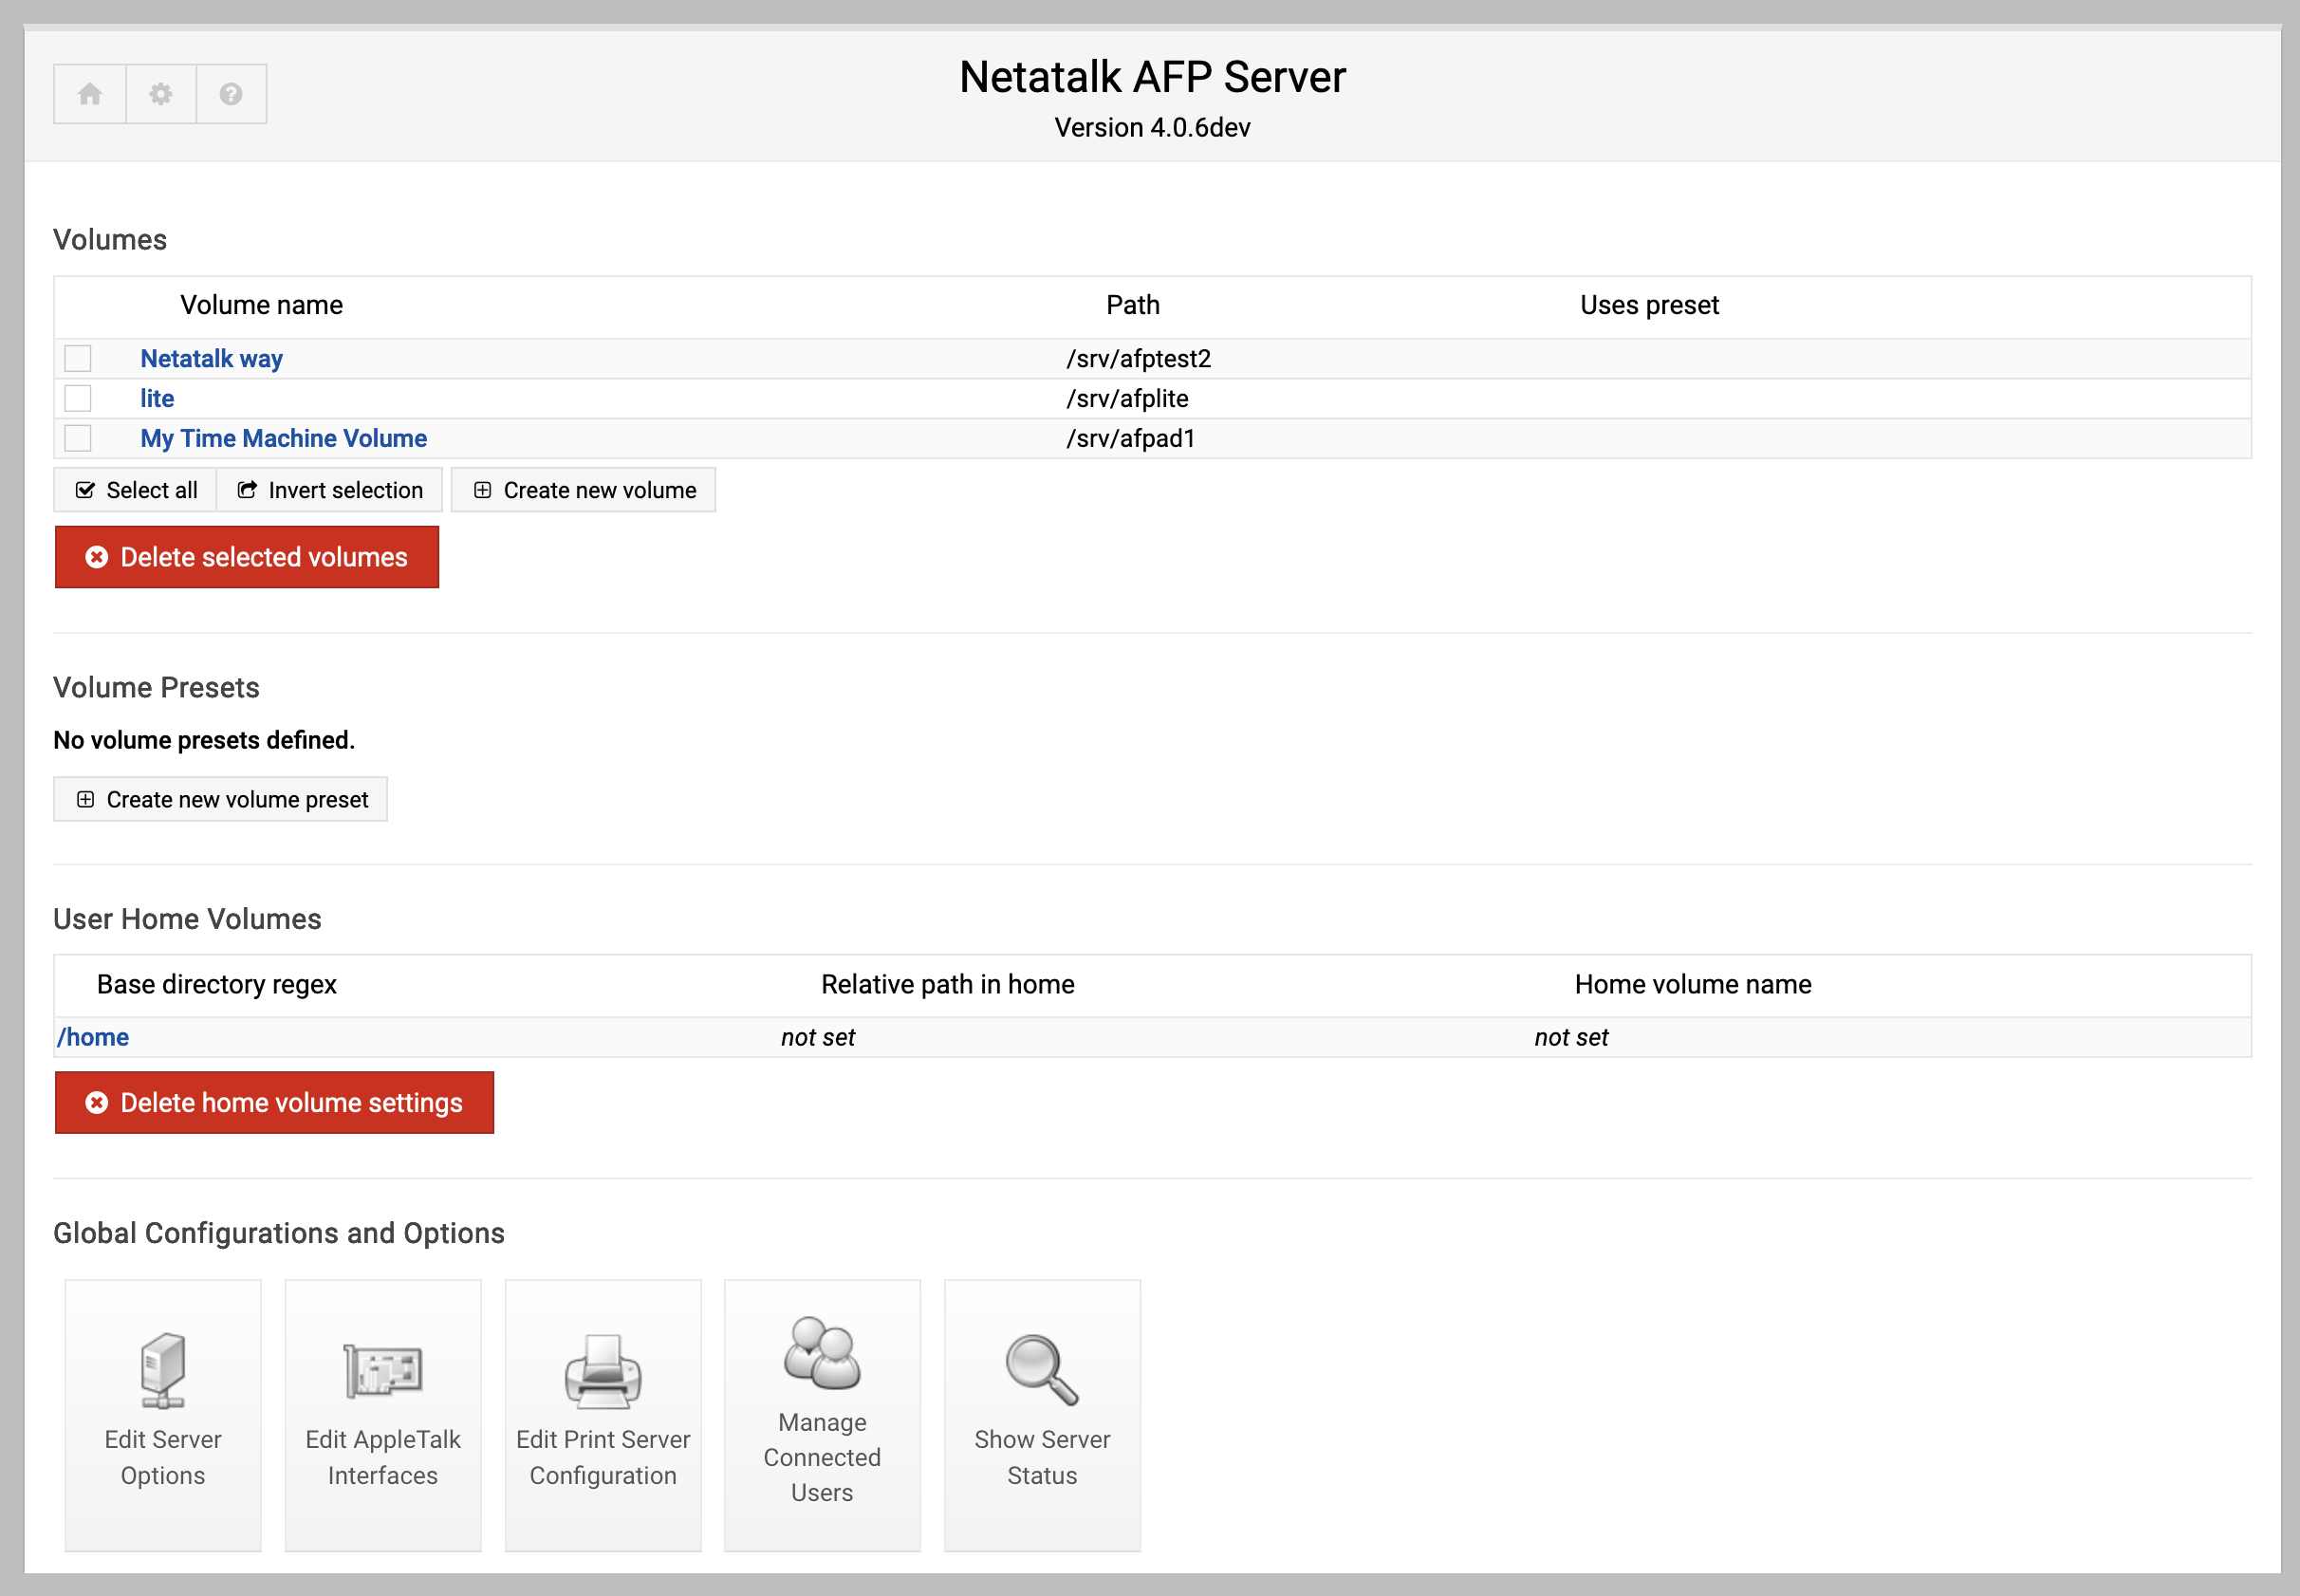 Netatalk AFP Server
Version 4.0.6dev
Volumes
Volume name Path Uses preset
Netatalk way /srv/afptest2
lite /srv/afplite
My Time Machine Volume /srv/afpad1
Select all Invert selection Create new volume
Delete selected volumes
Volume Presets
No volume presets defined.
Create new volume preset
User Home Volumes
Base directory regex Relative path in home Home volume name
/home not set not set
Delete home volume settings
Global Configurations and Options
Edit Server
Options
Edit AppleTalk
Interfaces
Edit Print Server
Configuration
Manage
Connected
Users
Show Server
Status